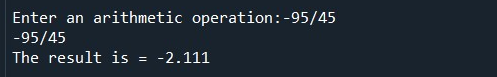 Enter an arithmetic operation:-95/45
-95/45
The result is = -2.111